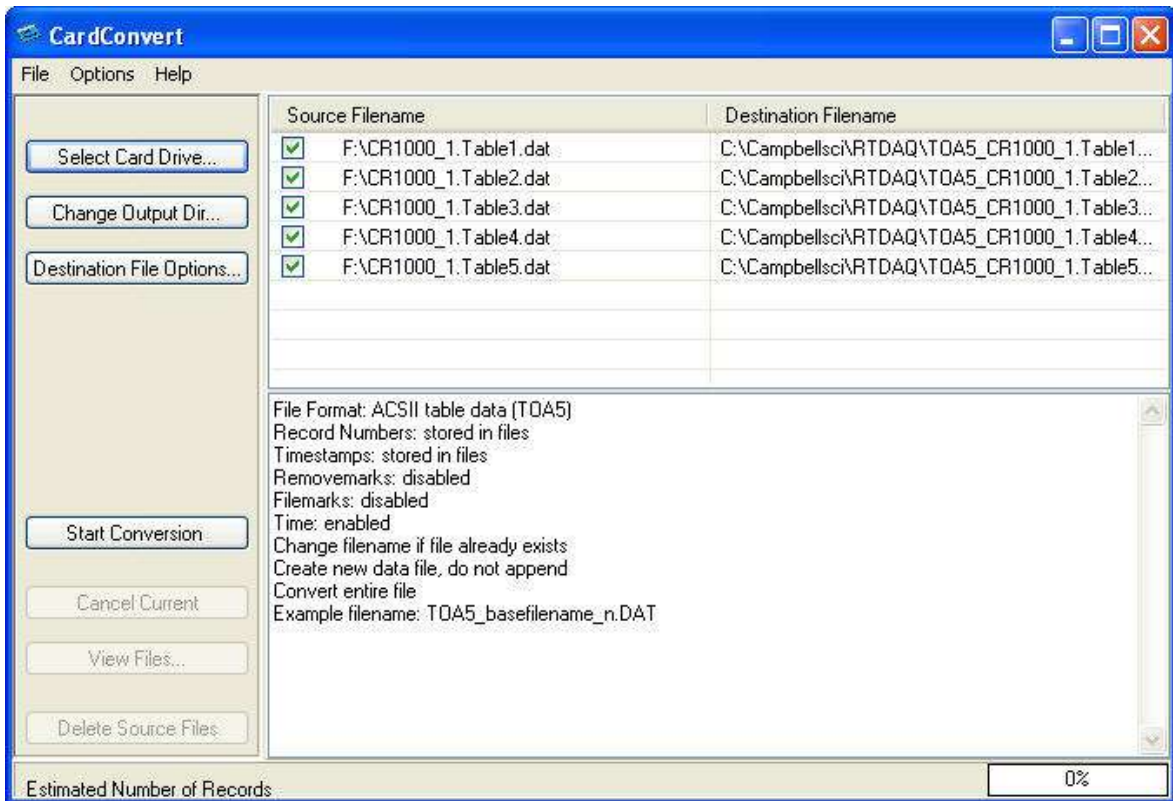 CardConvert
File Options Help
Select Card Drive...
Change Output Dir...
Destination File Options...
Start Conversion
Cancel Current
View Files...
Delete Source Files
Source Filename Destination Filename
F:\CR1000_1.Table1.dat C:\Campbellsci\RTDAQ\TOA5_CR1000_1.Table1...
F:\CR1000_1.Table2.dat C:\Campbellsci\RTDAQ\TOA5_CR1000_1.Table2...
F:\CR1000_1.Table3.dat C:\Campbellsci\RTDAQ\TOA5_CR1000_1.Table3...
F:\CR1000_1.Table4.dat C:\Campbellsci\RTDAQ\TOA5_CR1000_1.Table4...
F:\CR1000_1.Table5.dat C:\Campbellsci\RTDAQ\TOA5_CR1000_1.Table5...
File Format: ACSII table data (TOA5)
Record Numbers: stored in files
Timestamps: stored in files
Removemarks: disabled
Filemarks: disabled
Time: enabled
Change filename if file already exists
Create new data file, do not append
Convert entire file
Example filename: TOA5_basefilename_n.DAT
Estimated Number of Records 0%